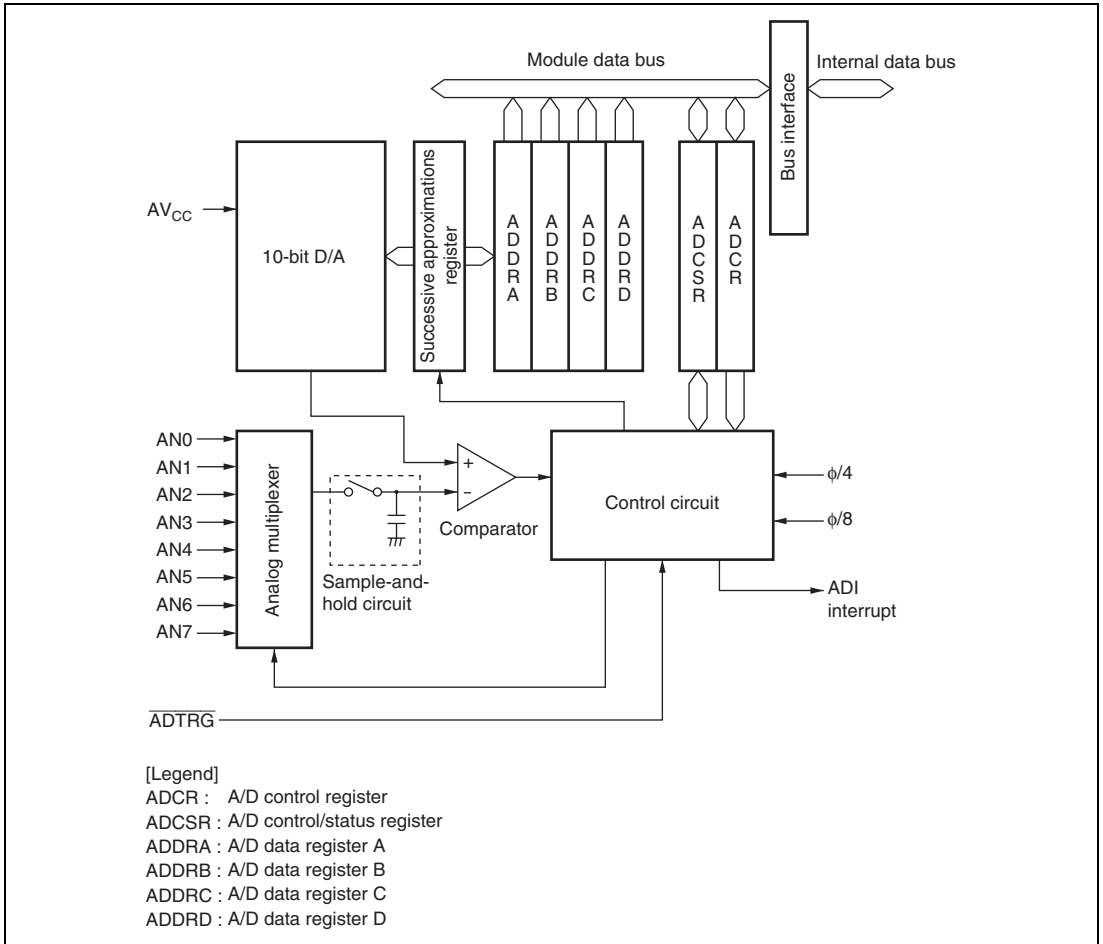 Module data bus
Internal data bus
Bus interface
AVCC
10-bit D/A
Successive approximations
register
ADDRA
ADDRB
ADDRC
ADDRD
ADCSR
ADCR
AN0
AN1
AN2
AN3
AN4
AN5
AN6
AN7
Analog multiplexer
+
−
Comparator
Sample-and-
hold circuit
Control circuit
ϕ/4
ϕ/8
ADI
interrupt
ADTRG
[Legend]
ADCR : A/D control register
ADCSR : A/D control/status register
ADDRA : A/D data register A
ADDRB : A/D data register B
ADDRC : A/D data register C
ADDRD : A/D data register D